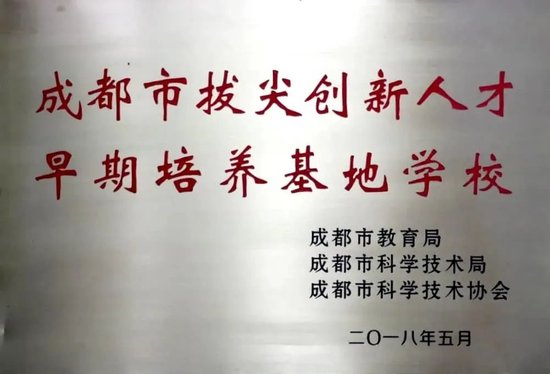 成都市拔尖创新人才
早期培养基地学校
成都市教育局
成都市科学技术局
成都市科学技术协会
二〇一八年五月